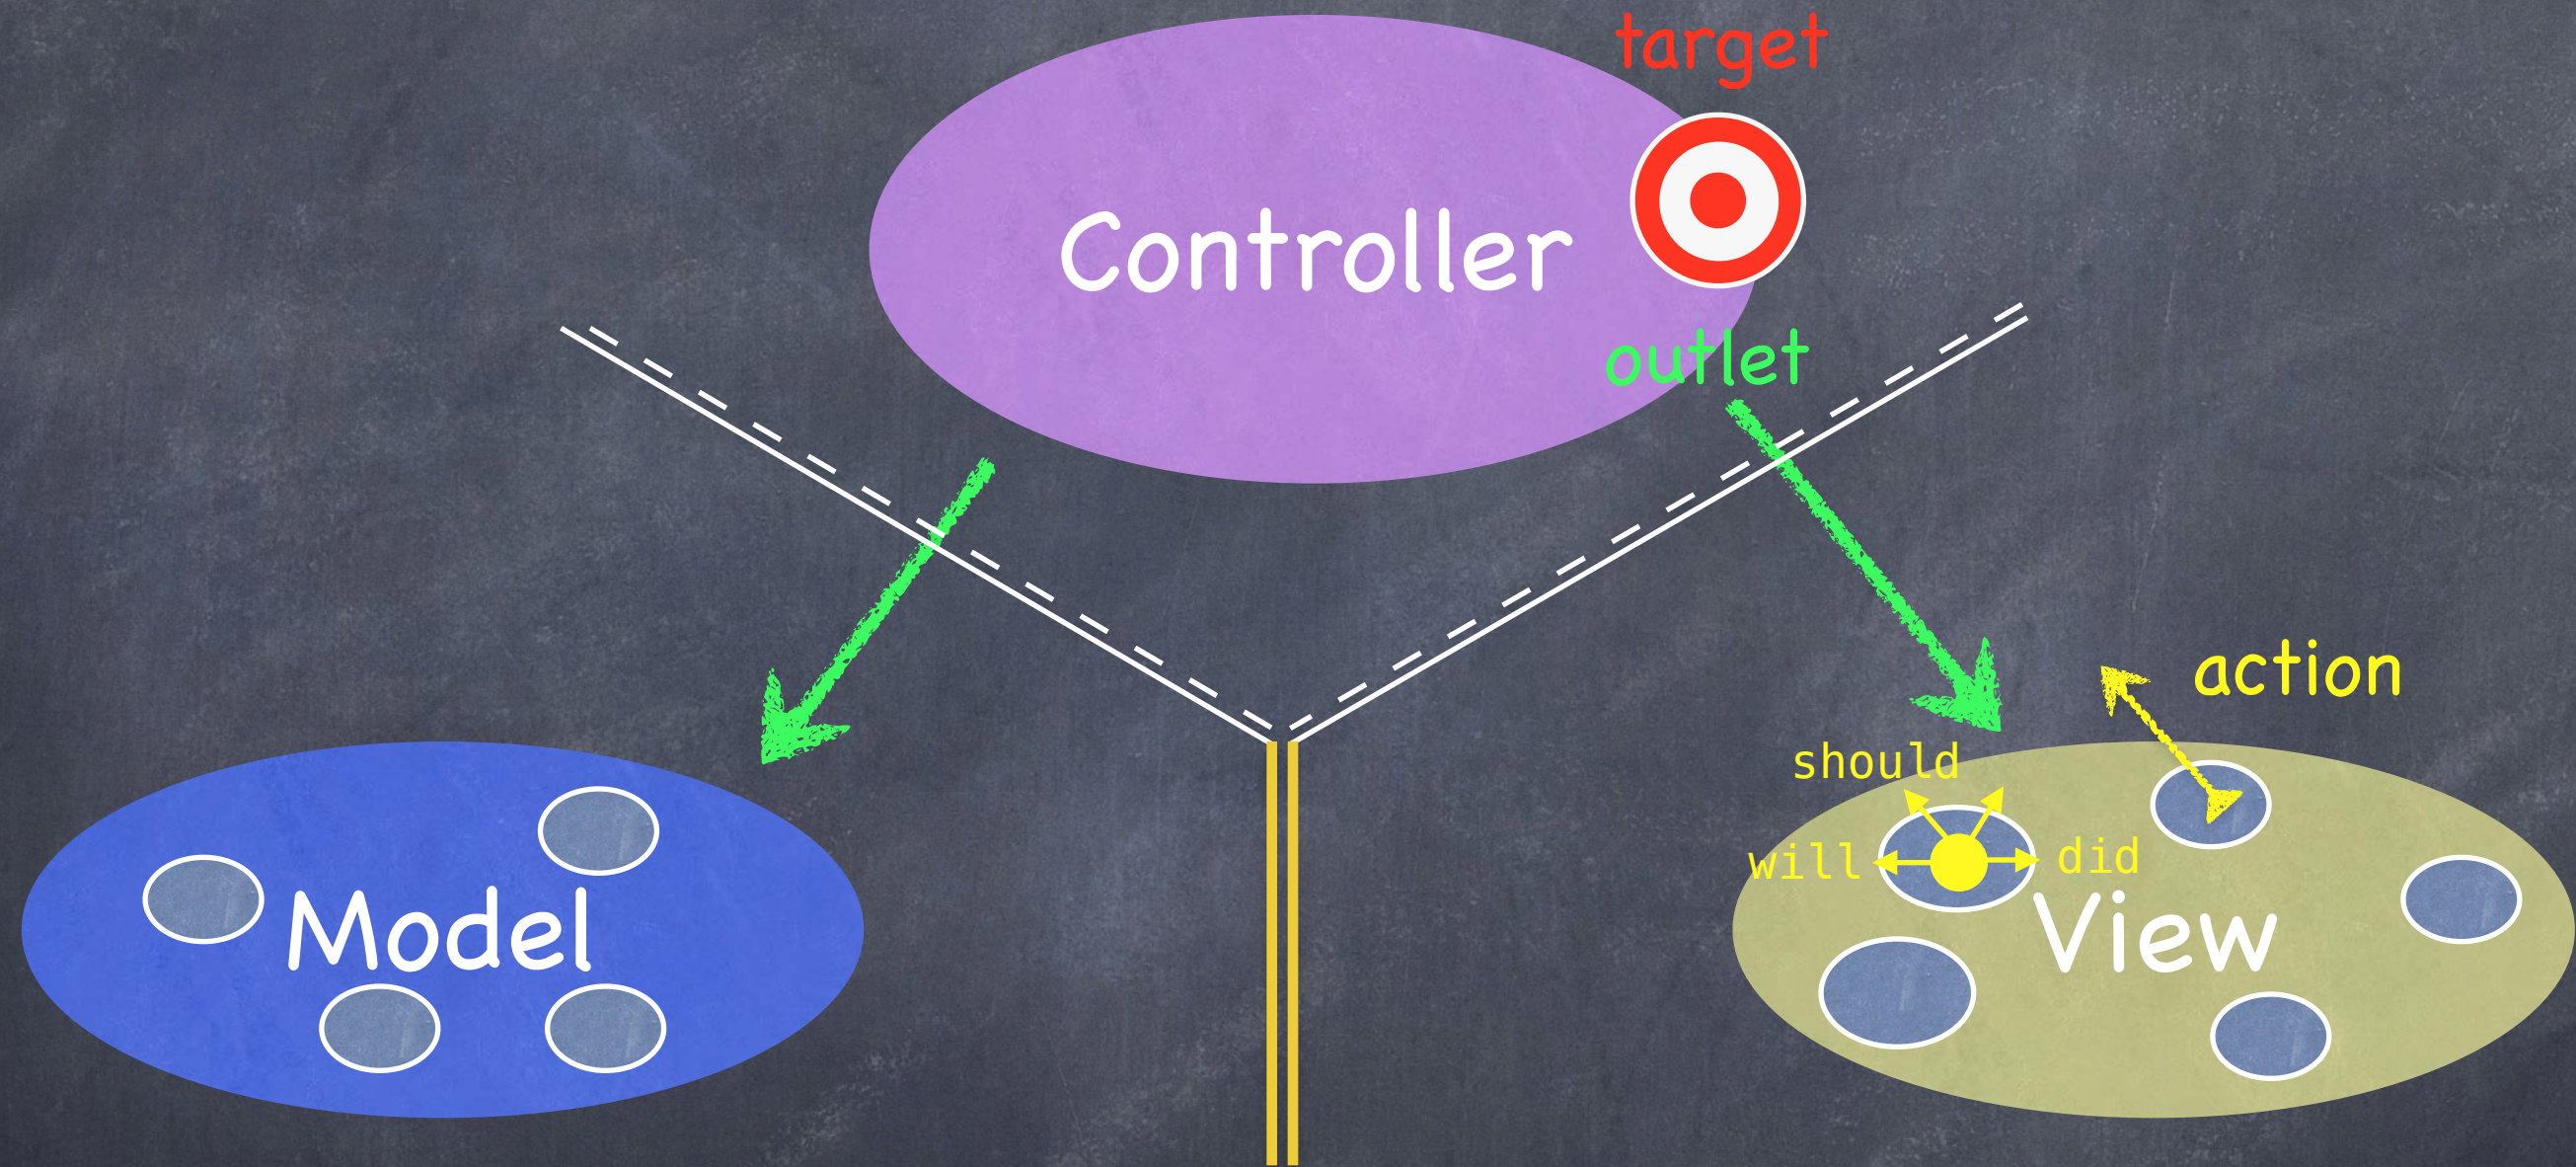 target
Controller
outlet
action
should
will
did
Model
View